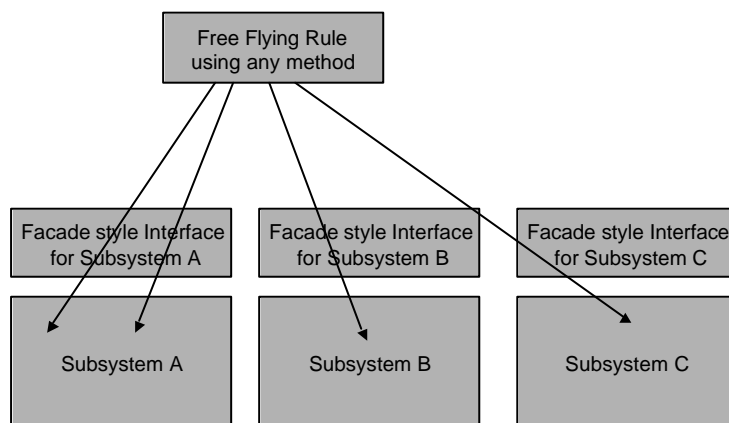 Free Flying Rule
using any method
Facade style Interface
for Subsystem A
Facade style Interface
for Subsystem B
Facade style Interface
for Subsystem C
Subsystem A
Subsystem B
Subsystem C